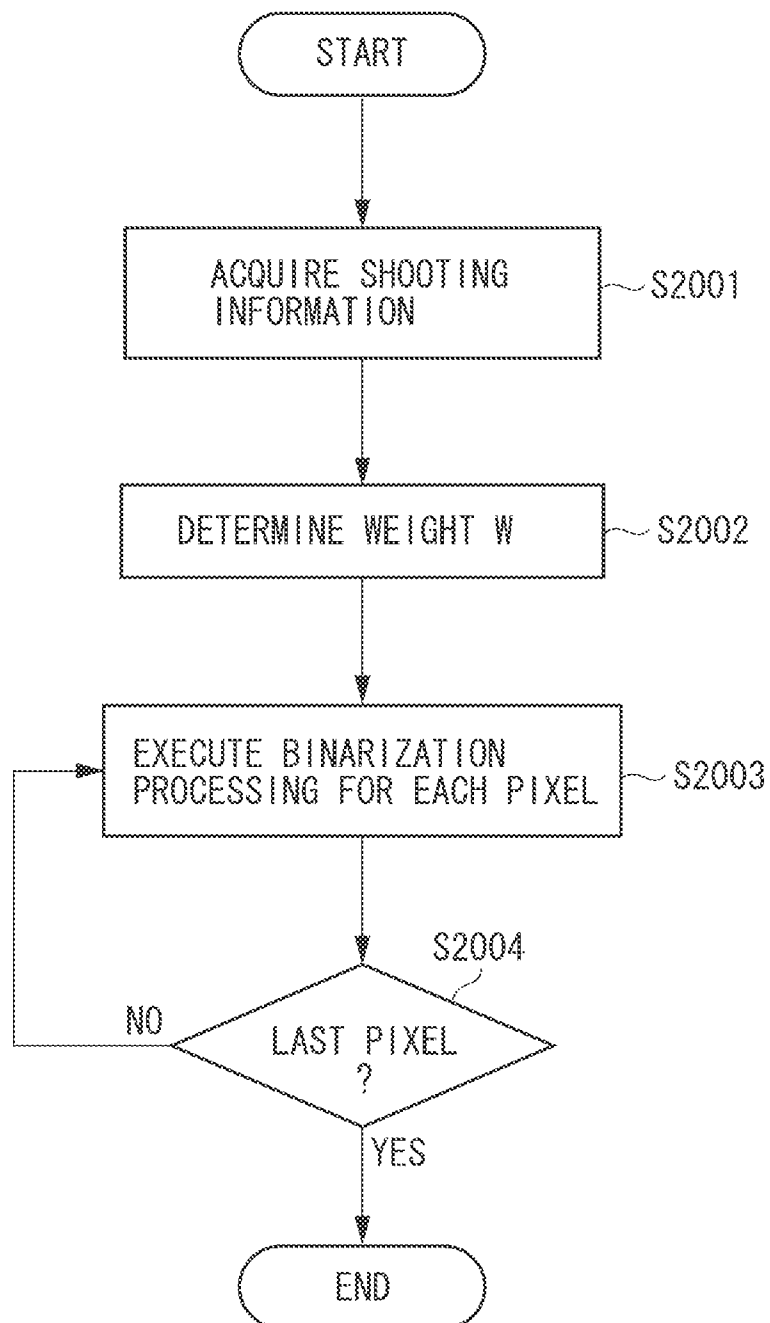 START
ACQUIRE SHOOTING
INFORMATION
S2001
DETERMINE WEIGHT W
S2002
EXECUTE BINARIZATION
PROCESSING FOR EACH PIXEL
S2003
S2004
NO
LAST PIXEL
?
YES
END